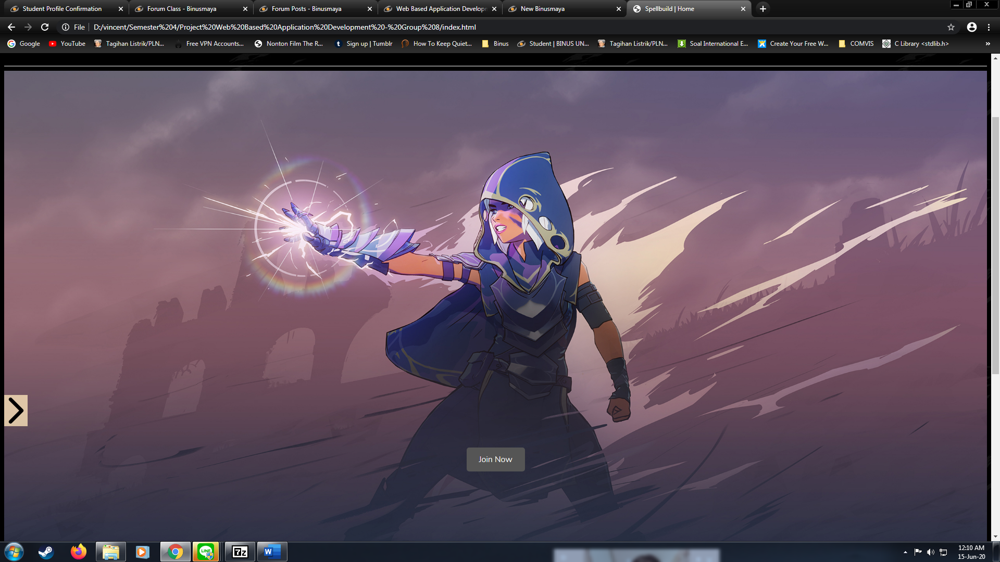 Student Profile Confirmation
Forum Class - Binusmaya
Forum Posts - Binusmaya
Web Based Application Develop
New Binusmaya
Spellbuild | Home
File
D:/vincent/Semester%204/Project%20Web%20Based%20Application%20Development%20-%20Group%208/index.html
Google
YouTube
Tagihan Listrik/PLN...
Free VPN Accounts...
Nonton Film The R...
Sign up | Tumblr
How To Keep Quiet...
Binus
Student | BINUS UN...
Tagihan Listrik/PLN...
Soal International E...
Create Your Free W...
COMVIS
C Library <stdlib.h>
»
Join Now
LINE
7z
W
12:10 AM
15-Jun-20